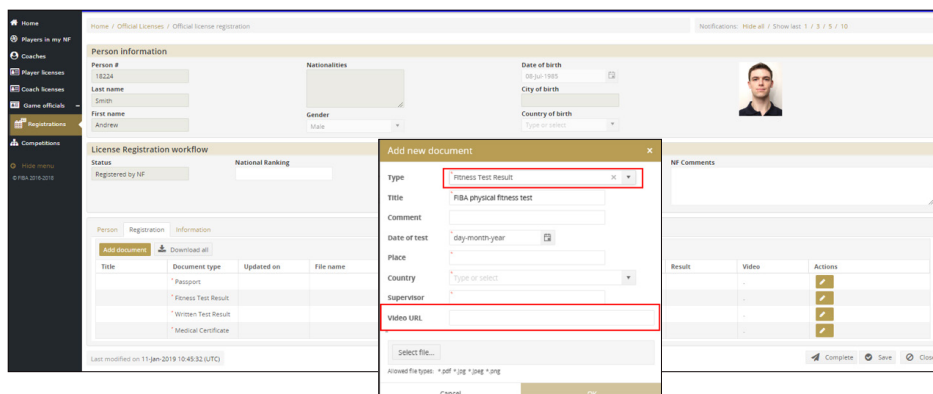 Home
Players in my NF
Coaches
Player licenses
Coach licenses
Game officials
Registrations
Competitions
Hide menu
© FIBA 2016-2018
Home / Official Licenses / Official license registration
Notifications: Hide all / Show last 1 / 3 / 5 / 10
Person information
Person #
18224
Last name
Smith
First name
Andrew
Nationalities
Gender
Male
Date of birth
08-Jul-1985
City of birth
Country of birth
Type or select
License Registration workflow
Status
Registered by NF
National Ranking
NF Comments
Person Registration Information
Add document Download all
Title Document type Updated on File name Result Video Actions
* Passport -
* Fitness Test Result -
* Written Test Result -
* Medical Certificate -
Last modified on 11-Jan-2019 10:45:32 (UTC)
Complete Save Close
Add new document ×
Type * Fitness Test Result ×
Title * FIBA physical fitness test
Comment
Date of test * day-month-year
Place *
Country * Type or select
Supervisor *
Video URL
*
Select file...
Allowed file types: *.pdf *.jpg *.jpeg *.png
Cancel OK